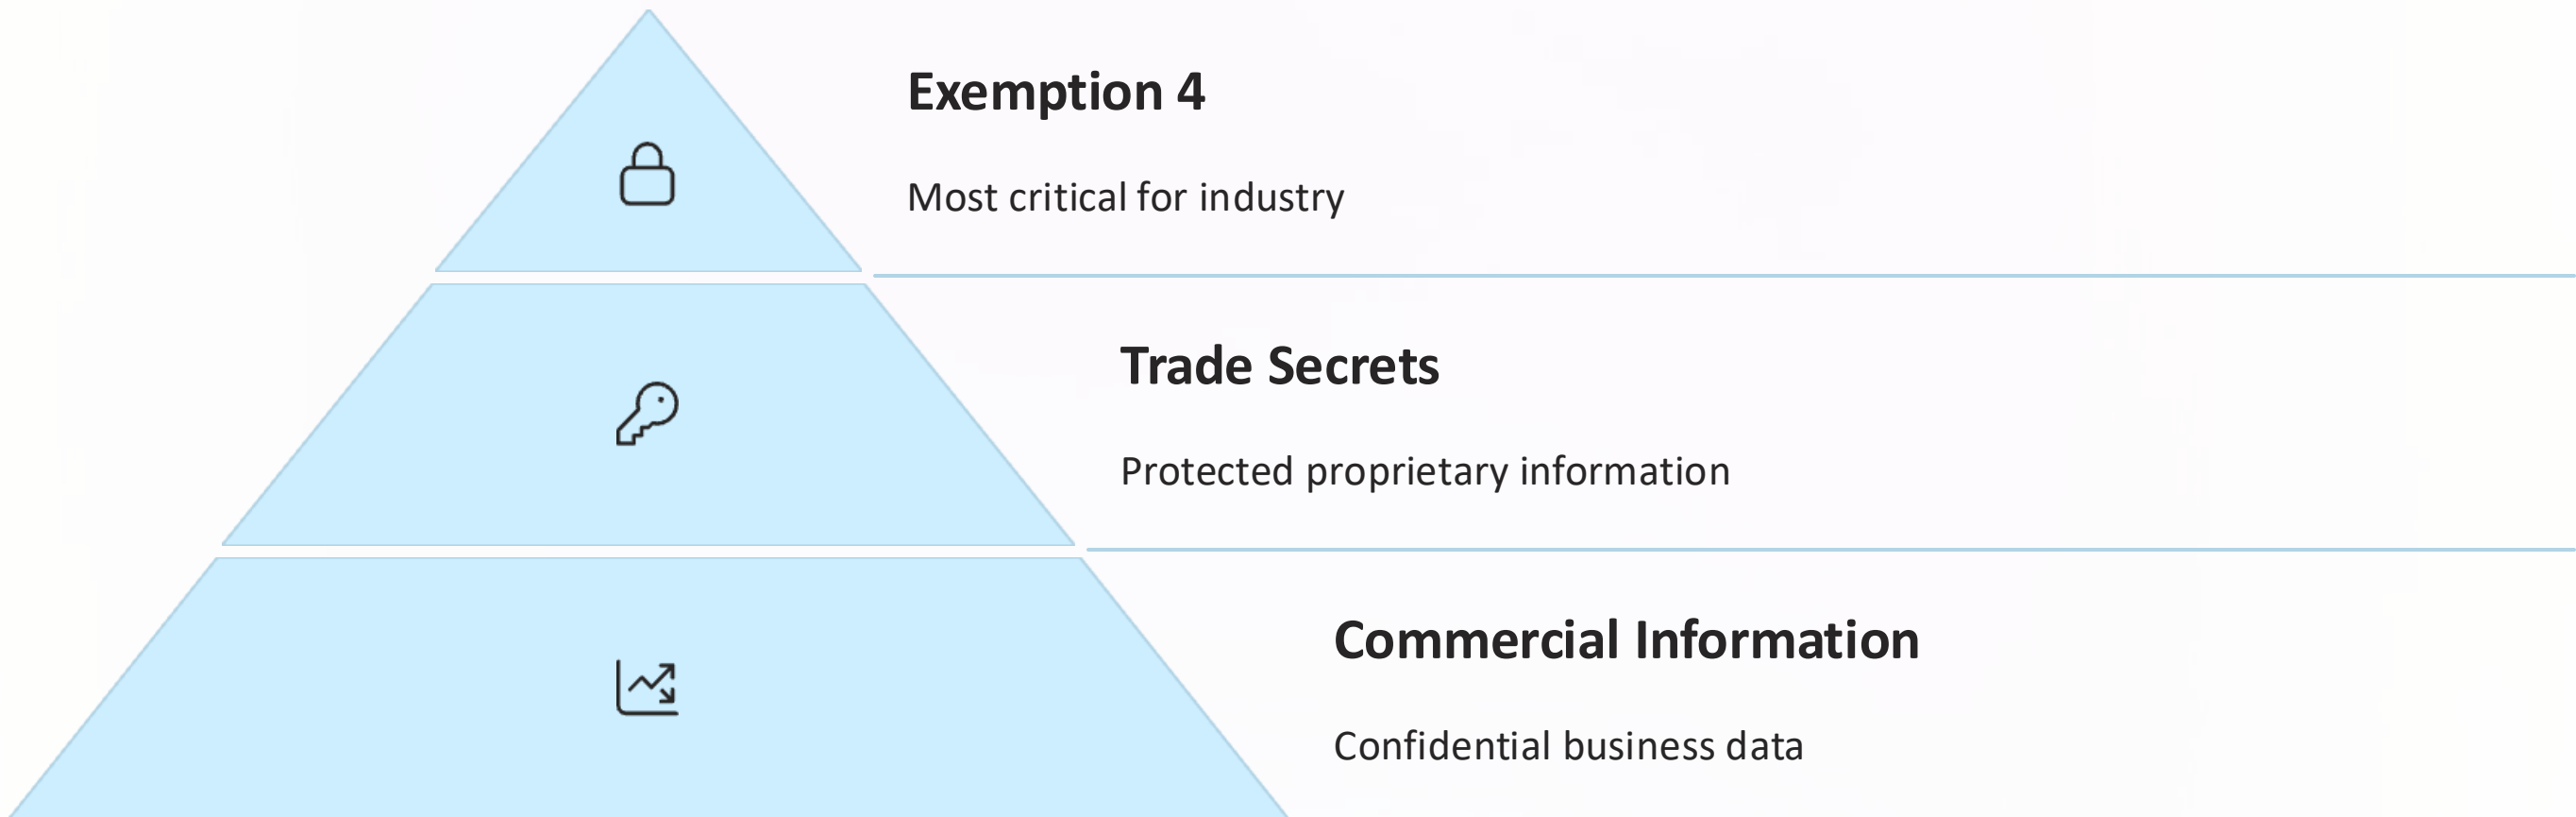 Exemption 4
Most critical for industry
Trade Secrets
Protected proprietary information
Commercial Information
Confidential business data